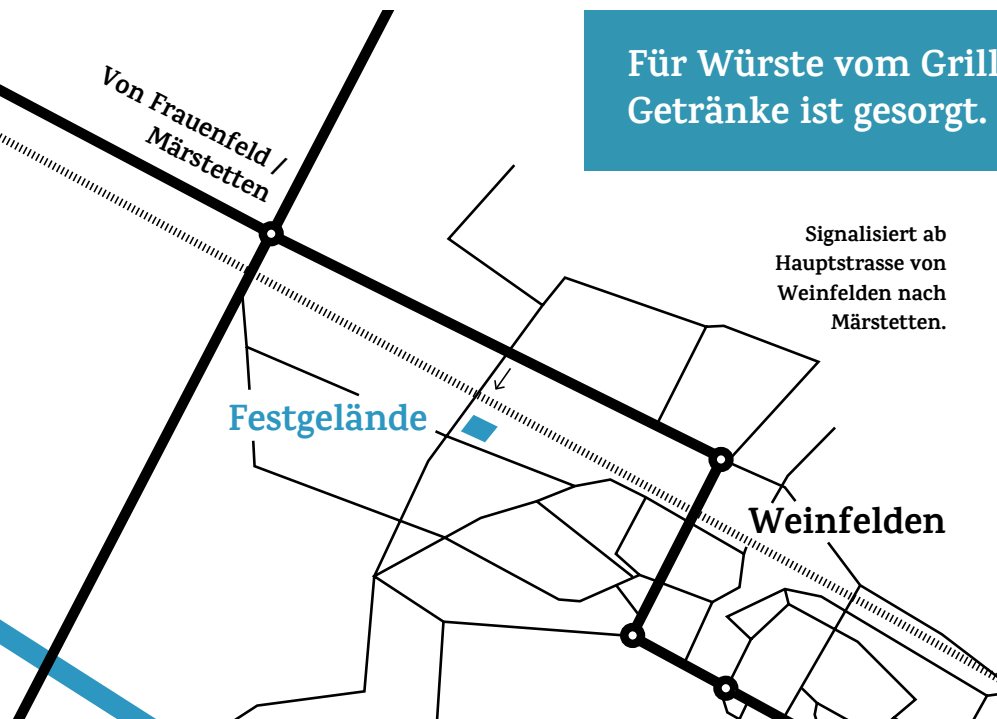 Für Würste vom Grill
Getränke ist gesorgt.
Von Frauenfeld /
Märstetten
Signalisiert ab
Hauptstrasse von
Weinfelden nach
Märstetten.
Festgelände
Weinfelden